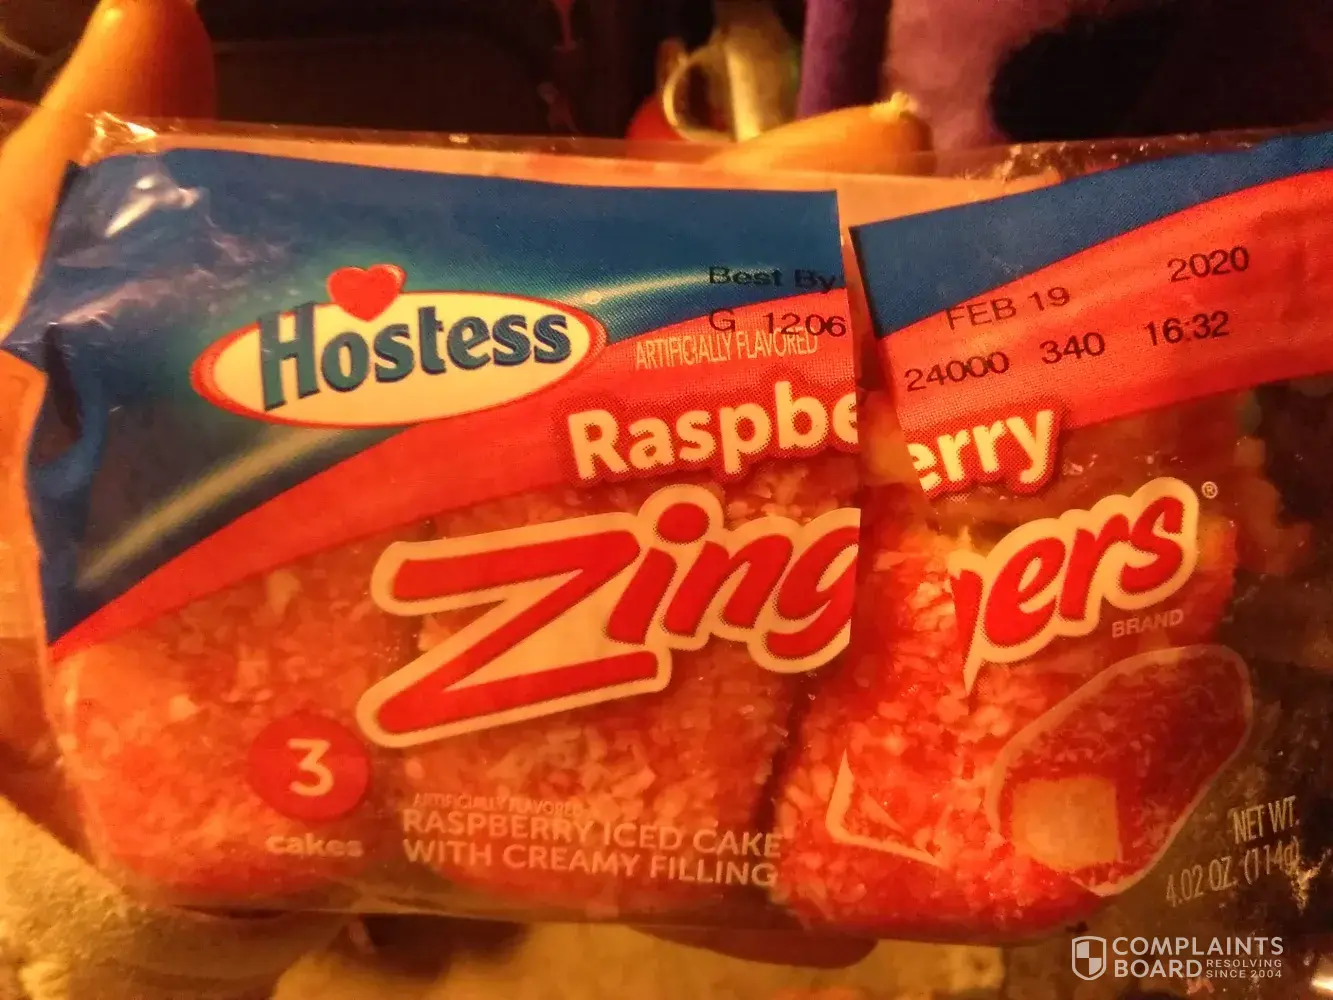 Hostess
Best By FEB 19 2020
G 1206 24000 340 16:32
ARTIFICIALLY FLAVORED
Raspbe erry
Zing gers®
BRAND
3
cakes
ARTIFICIALLY FLAVORED
RASPBERRY ICED CAKE
WITH CREAMY FILLING
NET WT.
4.02 OZ. (114g)
COMPLAINTS
BOARD RESOLVING
SINCE 2004